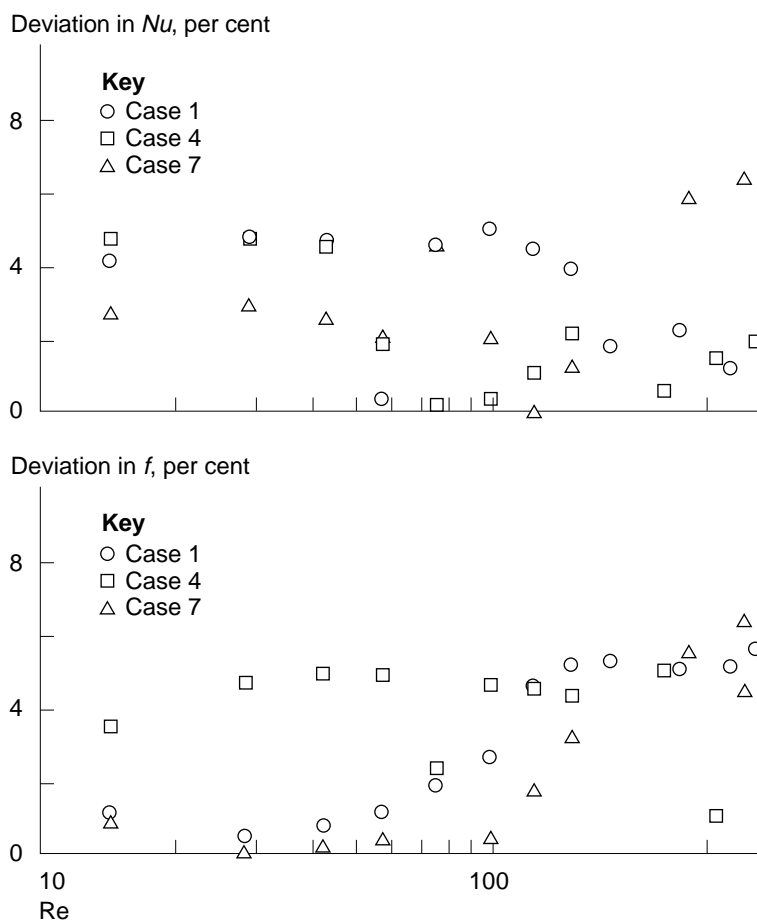 Deviation in Nu, per cent
Key
Case 1
Case 4
Case 7
8
4
0
Deviation in f, per cent
Key
Case 1
Case 4
Case 7
8
4
0
10 100
Re